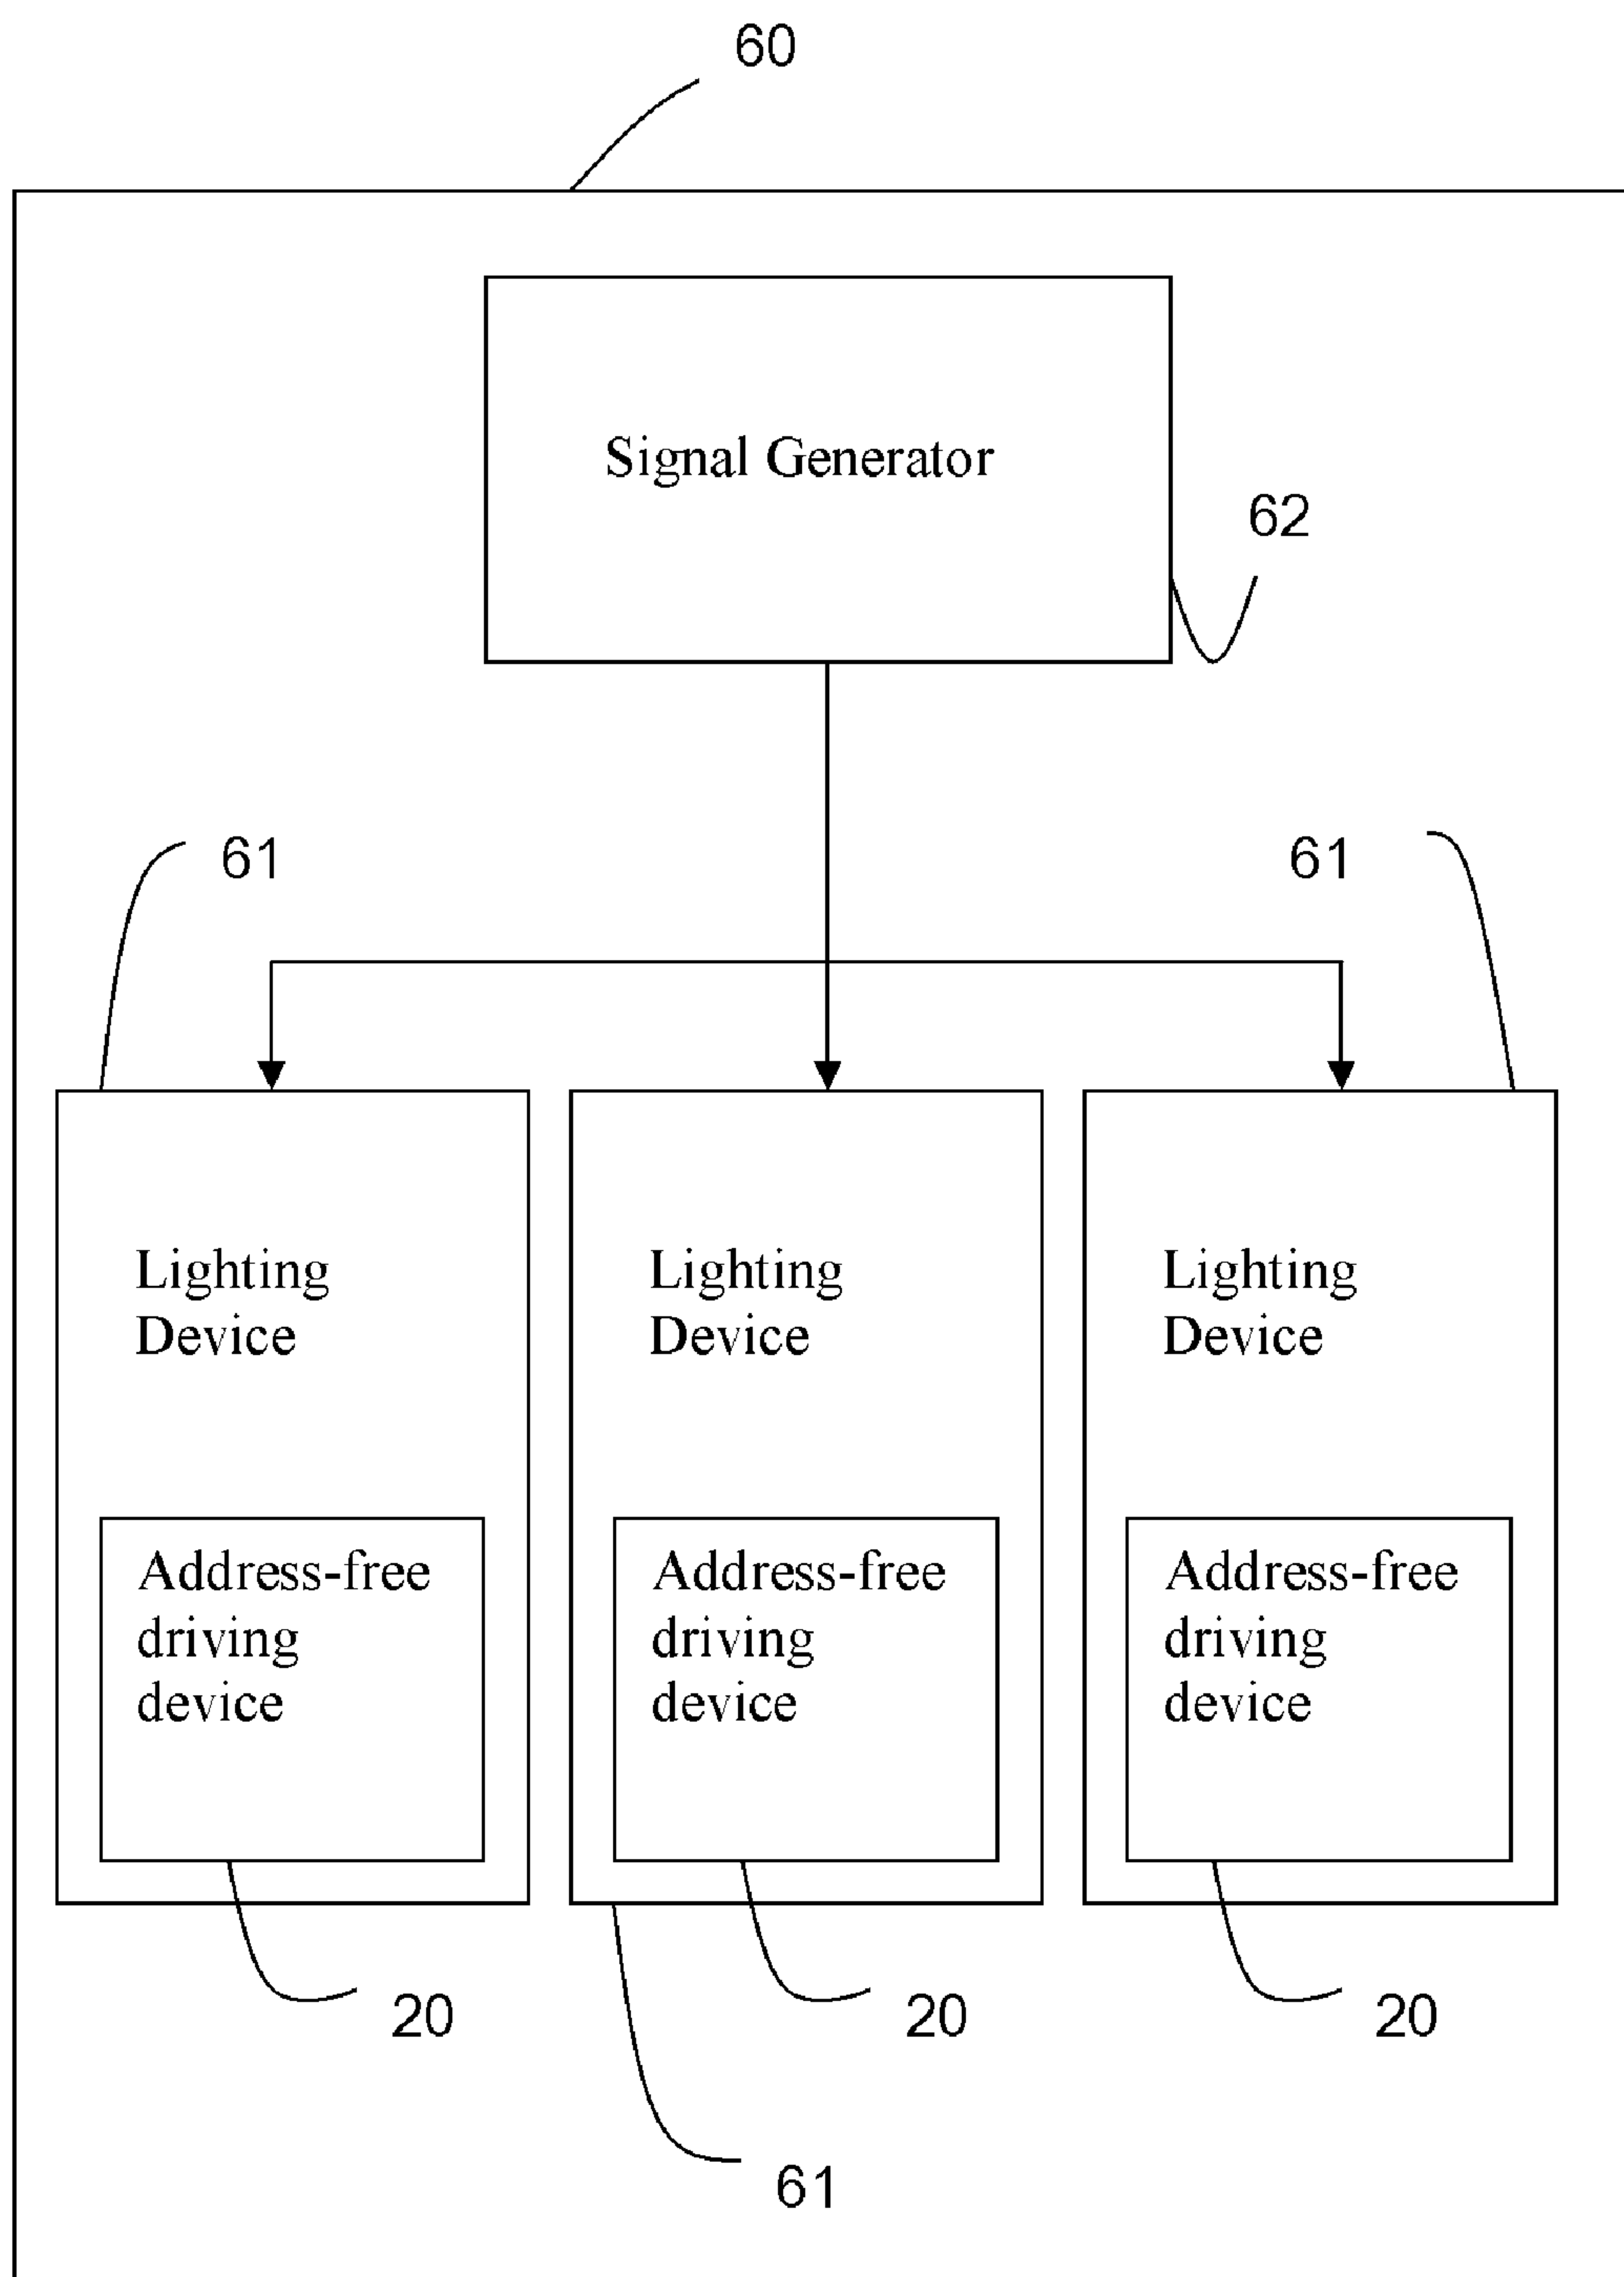 60
Signal Generator
62
61
61
Lighting
Device
Lighting
Device
Lighting
Device
Address-free
driving
device
Address-free
driving
device
Address-free
driving
device
20
20
20
61